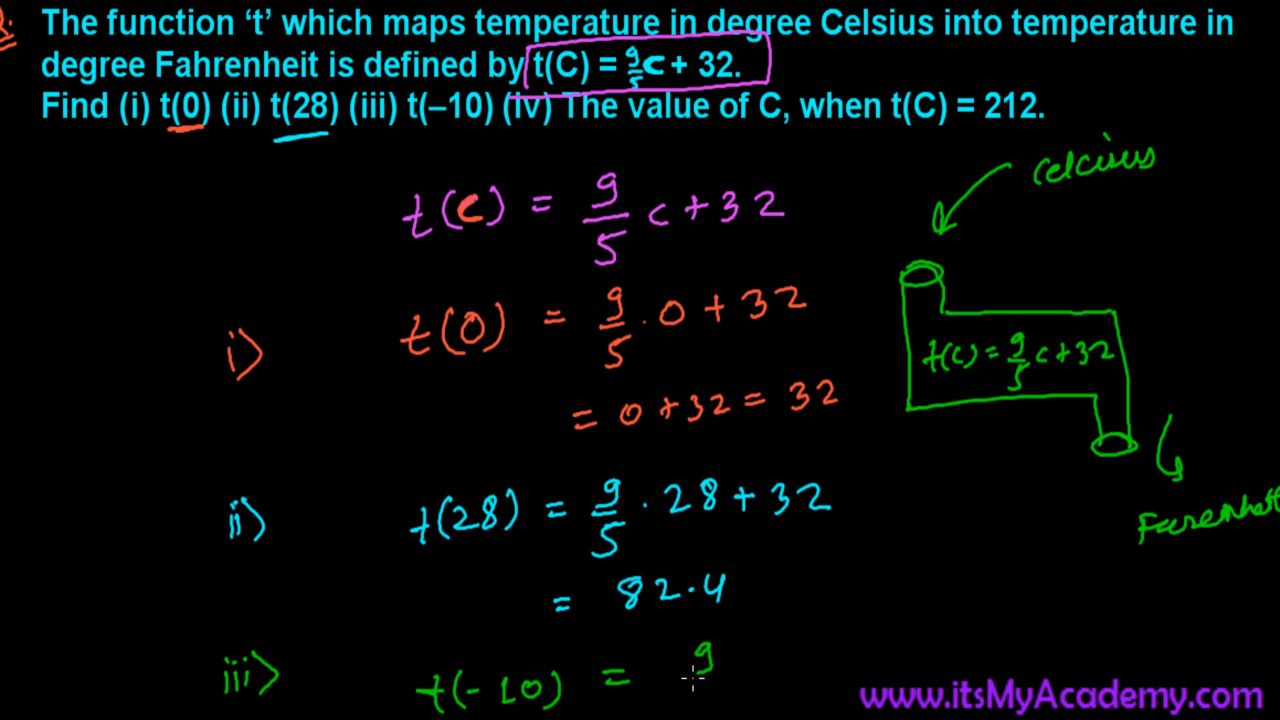 The function ‘t’ which maps temperature in degree Celsius into temperature in
degree Fahrenheit is defined by t(C) = 9/5 C + 32.
Find (i) t(0) (ii) t(28) (iii) t(–10) (iv) The value of C, when t(C) = 212.
celcius
t(c) = 9/5 c + 32
i) t(0) = 9/5 . 0 + 32
= 0 + 32 = 32
t(c) = 9/5 c + 32
Farenheit
ii) t(28) = 9/5 . 28 + 32
= 82.4
iii) t(-10) = 9
www.itsMyAcademy.com